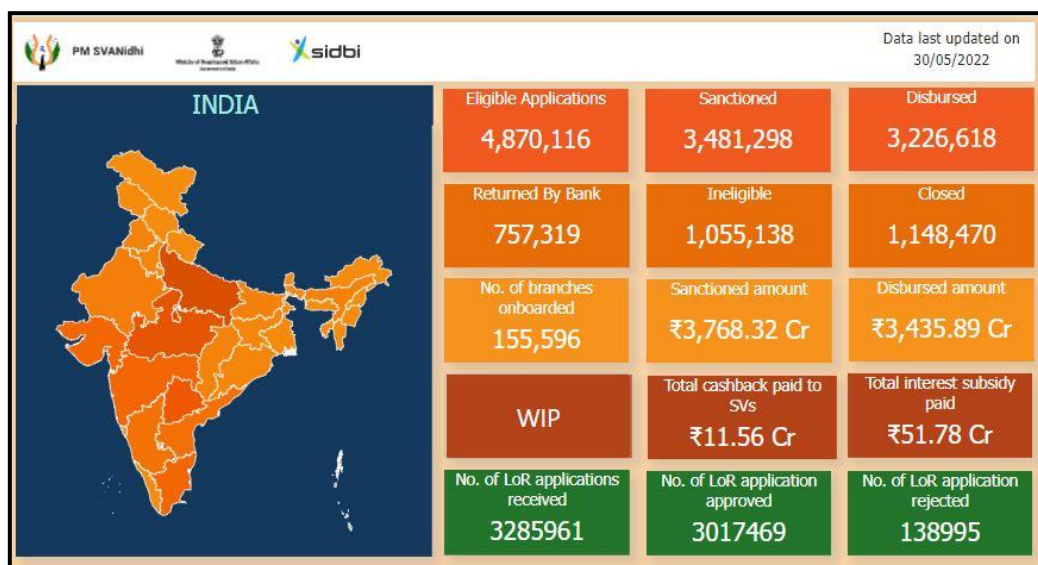 PM SVANidhi
sidbi
Data last updated on
30/05/2022
INDIA
Eligible Applications
4,870,116
Sanctioned
3,481,298
Disbursed
3,226,618
Returned By Bank
757,319
Ineligible
1,055,138
Closed
1,148,470
No. of branches
onboarded
155,596
Sanctioned amount
₹3,768.32 Cr
Disbursed amount
₹3,435.89 Cr
WIP
Total cashback paid to
SVs
₹11.56 Cr
Total interest subsidy
paid
₹51.78 Cr
No. of LoR applications
received
3285961
No. of LoR application
approved
3017469
No. of LoR application
rejected
138995